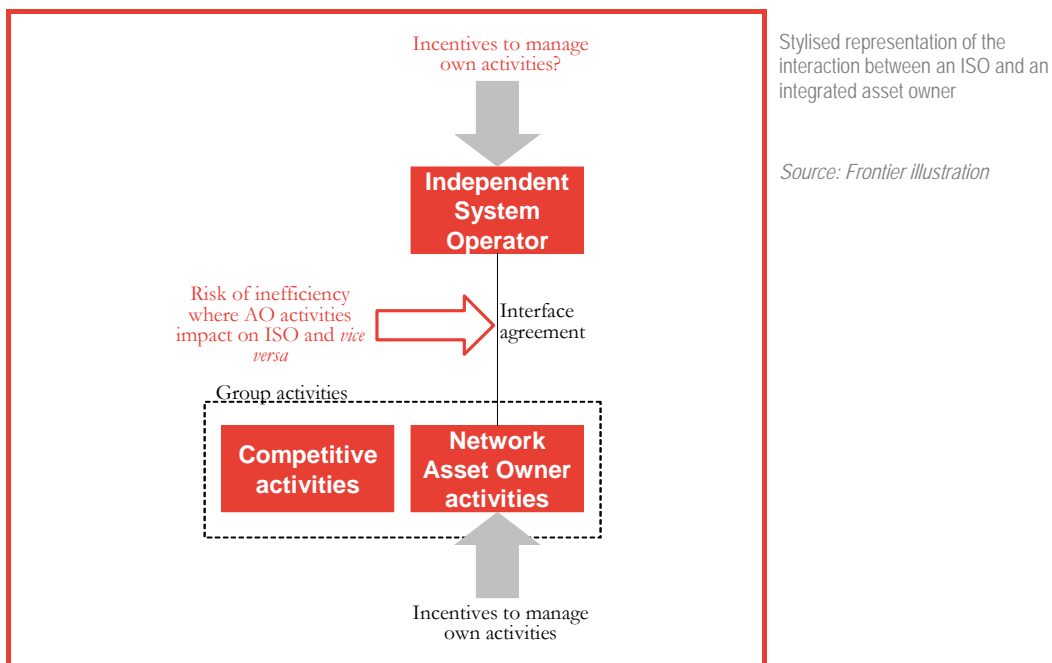 Incentives to manage
own activities?
Stylised representation of the
interaction between an ISO and an
integrated asset owner
Source: Frontier illustration
Independent
System
Operator
Risk of inefficiency
where AO activities
impact on ISO and vice
versa
Interface
agreement
Group activities
Competitive
activities
Network
Asset Owner
activities
Incentives to manage
own activities